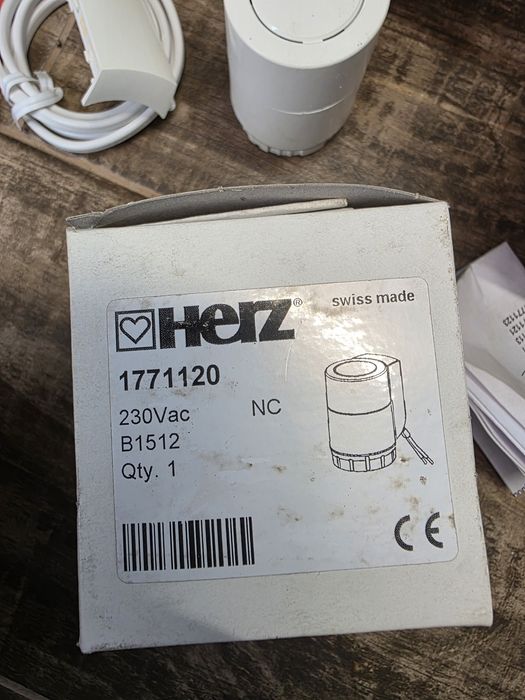 Herz® swiss made
1771120
230Vac NC
B1512
Qty. 1
CE